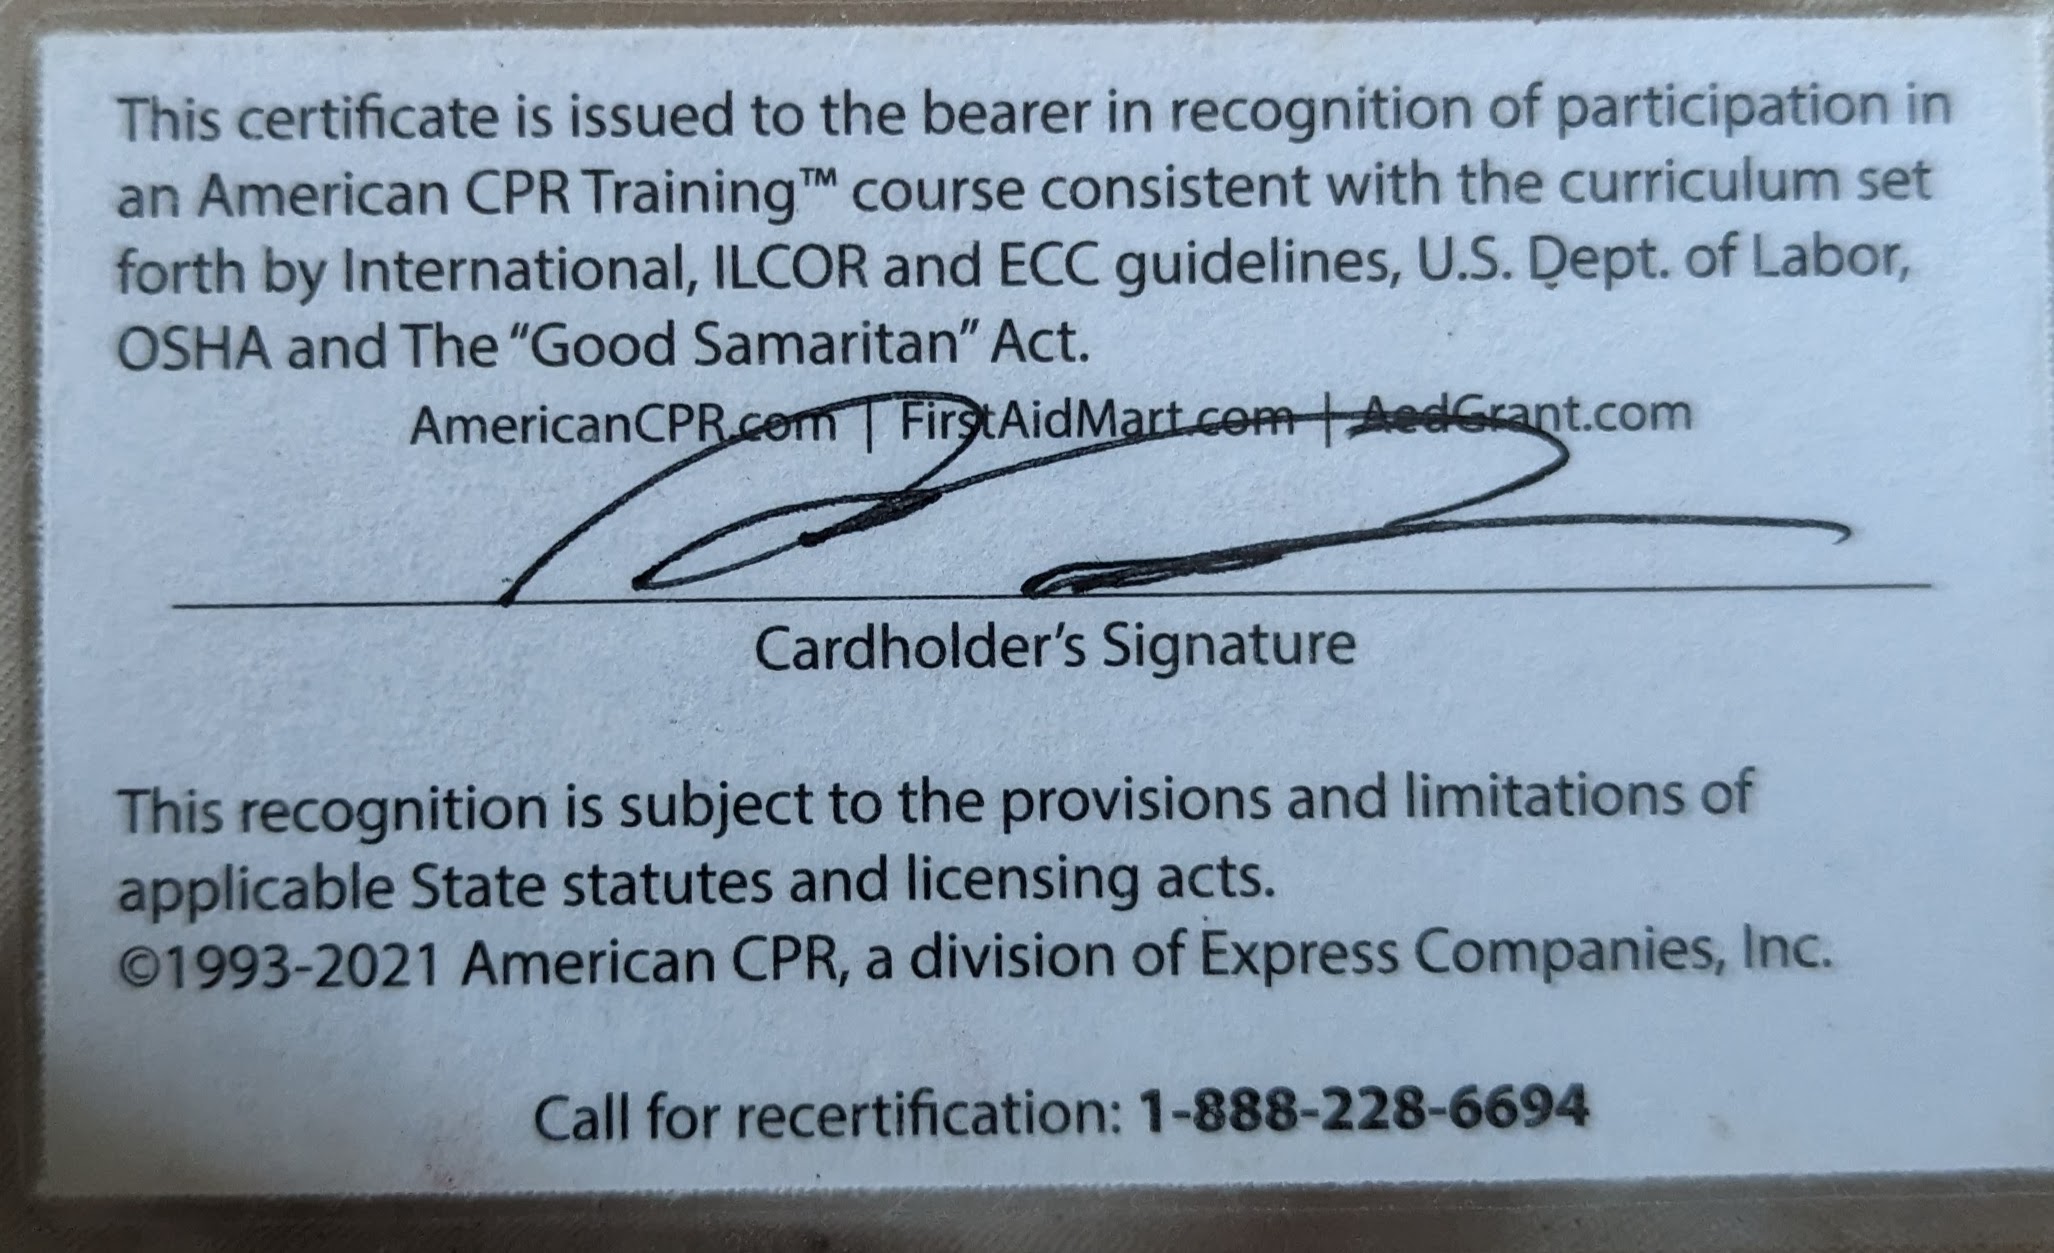 This certificate is issued to the bearer in recognition of participation in
an American CPR Training™ course consistent with the curriculum set
forth by International, ILCOR and ECC guidelines, U.S. Dept. of Labor,
OSHA and The “Good Samaritan” Act.
AmericanCPR.com | FirstAidMart.com | AedGrant.com
Cardholder’s Signature
This recognition is subject to the provisions and limitations of
applicable State statutes and licensing acts.
©1993-2021 American CPR, a division of Express Companies, Inc.
Call for recertification: 1-888-228-6694